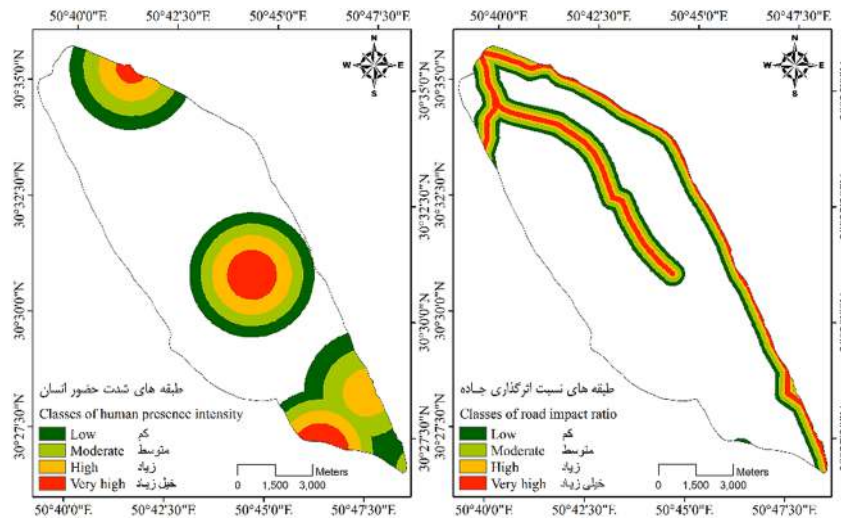 50°40'0"E 50°42'30"E 50°45'0"E 50°47'30"E
N
W E
S
30°35'0"N
30°32'30"N
30°30'0"N
30°27'30"N
طبقه های شدت حضور انسان
Classes of human presence intensity
Low کم
Moderate متوسط
High زیاد
Very high خیلی زیاد
0 1,500 3,000 Meters
50°40'0"E 50°42'30"E 50°45'0"E 50°47'30"E
50°40'0"E 50°42'30"E 50°45'0"E 50°47'30"E
N
W E
S
30°35'0"N
30°32'30"N
30°30'0"N
30°27'30"N
طبقه های نسبت اثرگذاری جاده
Classes of road impact ratio
Low کم
Moderate متوسط
High زیاد
Very high خیلی زیاد
0 1,500 3,000 Meters
50°40'0"E 50°42'30"E 50°45'0"E 50°47'30"E